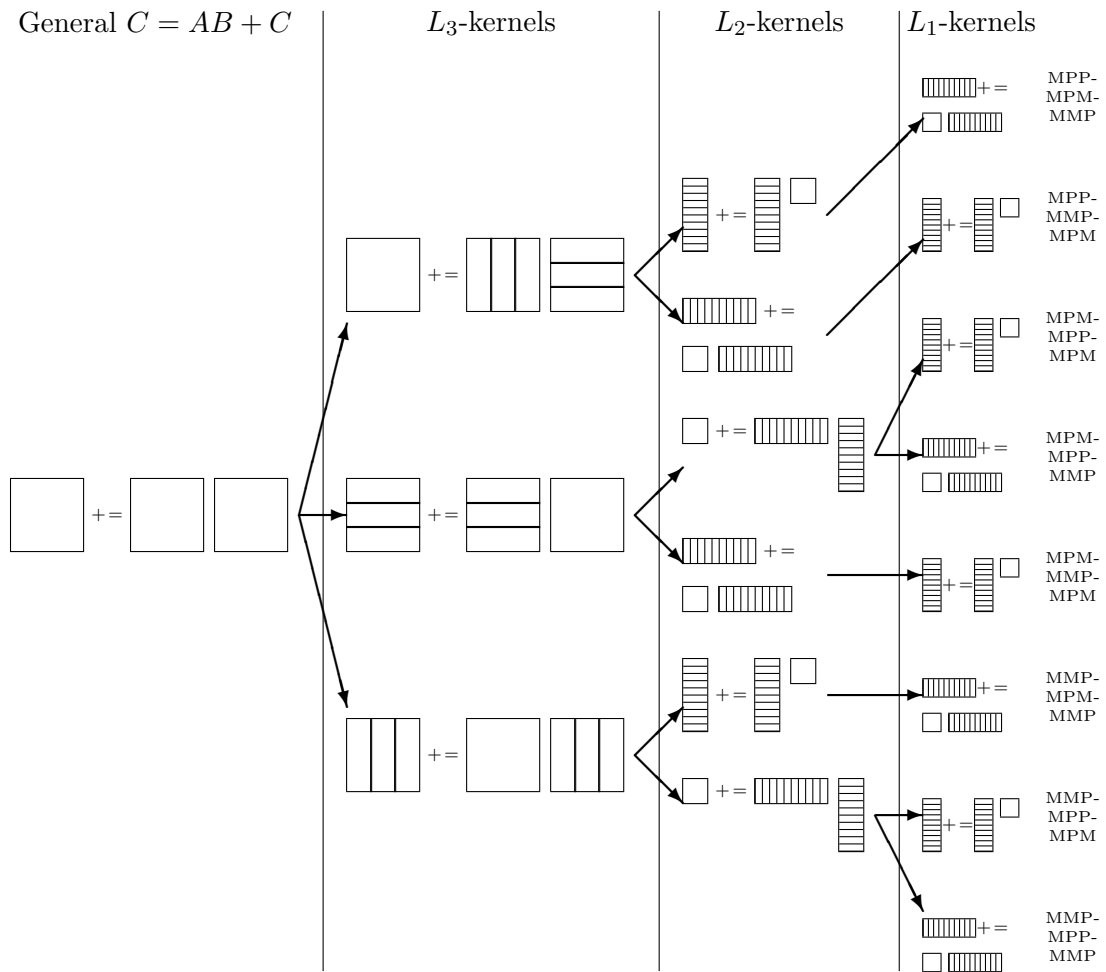 General C = AB + C
L₃-kernels
L₂-kernels
L₁-kernels
+=
MPP-
MPM-
MMP
+=
+=
MPP-
MMP-
MPM
+=
+=
+=
MPM-
MPP-
MPM
+=
+=
MPM-
MPP-
MMP
+=
+=
+=
+=
MPM-
MMP-
MPM
+=
+=
MMP-
MPM-
MMP
+=
+=
+=
MMP-
MPP-
MPM
+=
MMP-
MPP-
MMP